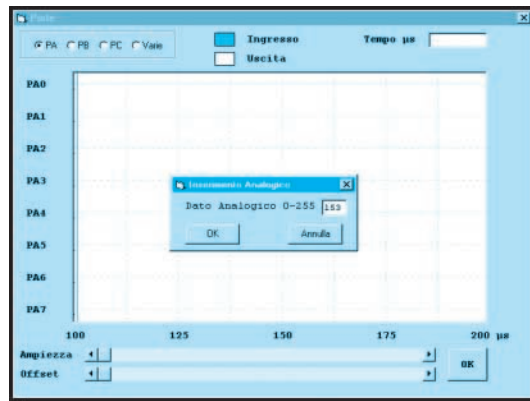 Porte
PA PB PC Varie
Ingresso
Uscita
Tempo µs
PA0
PA1
PA2
PA3
PA4
PA5
PA6
PA7
Inserimento Analogico
Dato Analogico 0-255 153
OK Annulla
100 125 150 175 200 µs
Ampiezza
Offset
OK